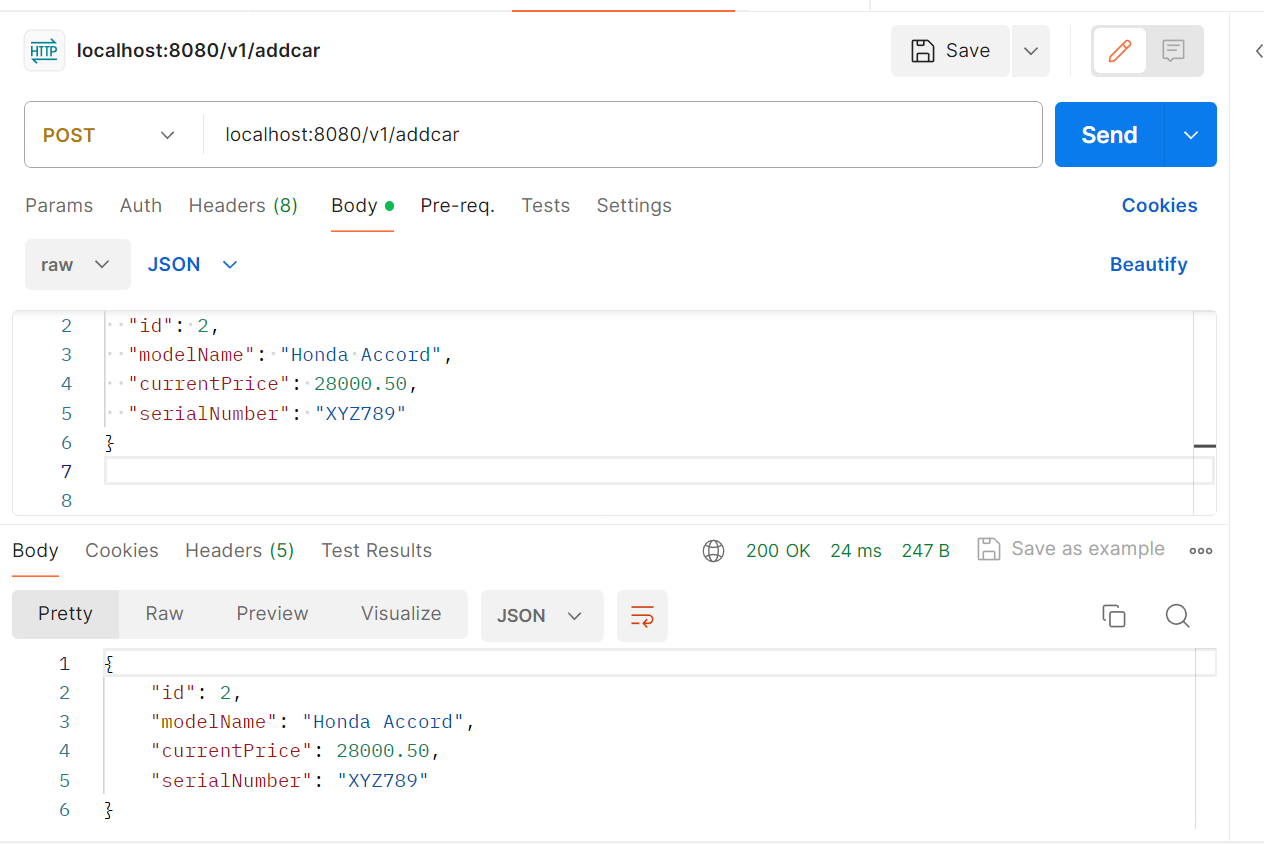 HTTP localhost:8080/v1/addcar Save
POST localhost:8080/v1/addcar Send
Params Auth Headers (8) Body Pre-req. Tests Settings Cookies
raw JSON Beautify
2 "id": 2,
3 "modelName": "Honda Accord",
4 "currentPrice": 28000.50,
5 "serialNumber": "XYZ789"
6 }
7
8
Body Cookies Headers (5) Test Results 200 OK 24 ms 247 B Save as example
Pretty Raw Preview Visualize JSON
1 {
2 "id": 2,
3 "modelName": "Honda Accord",
4 "currentPrice": 28000.50,
5 "serialNumber": "XYZ789"
6 }